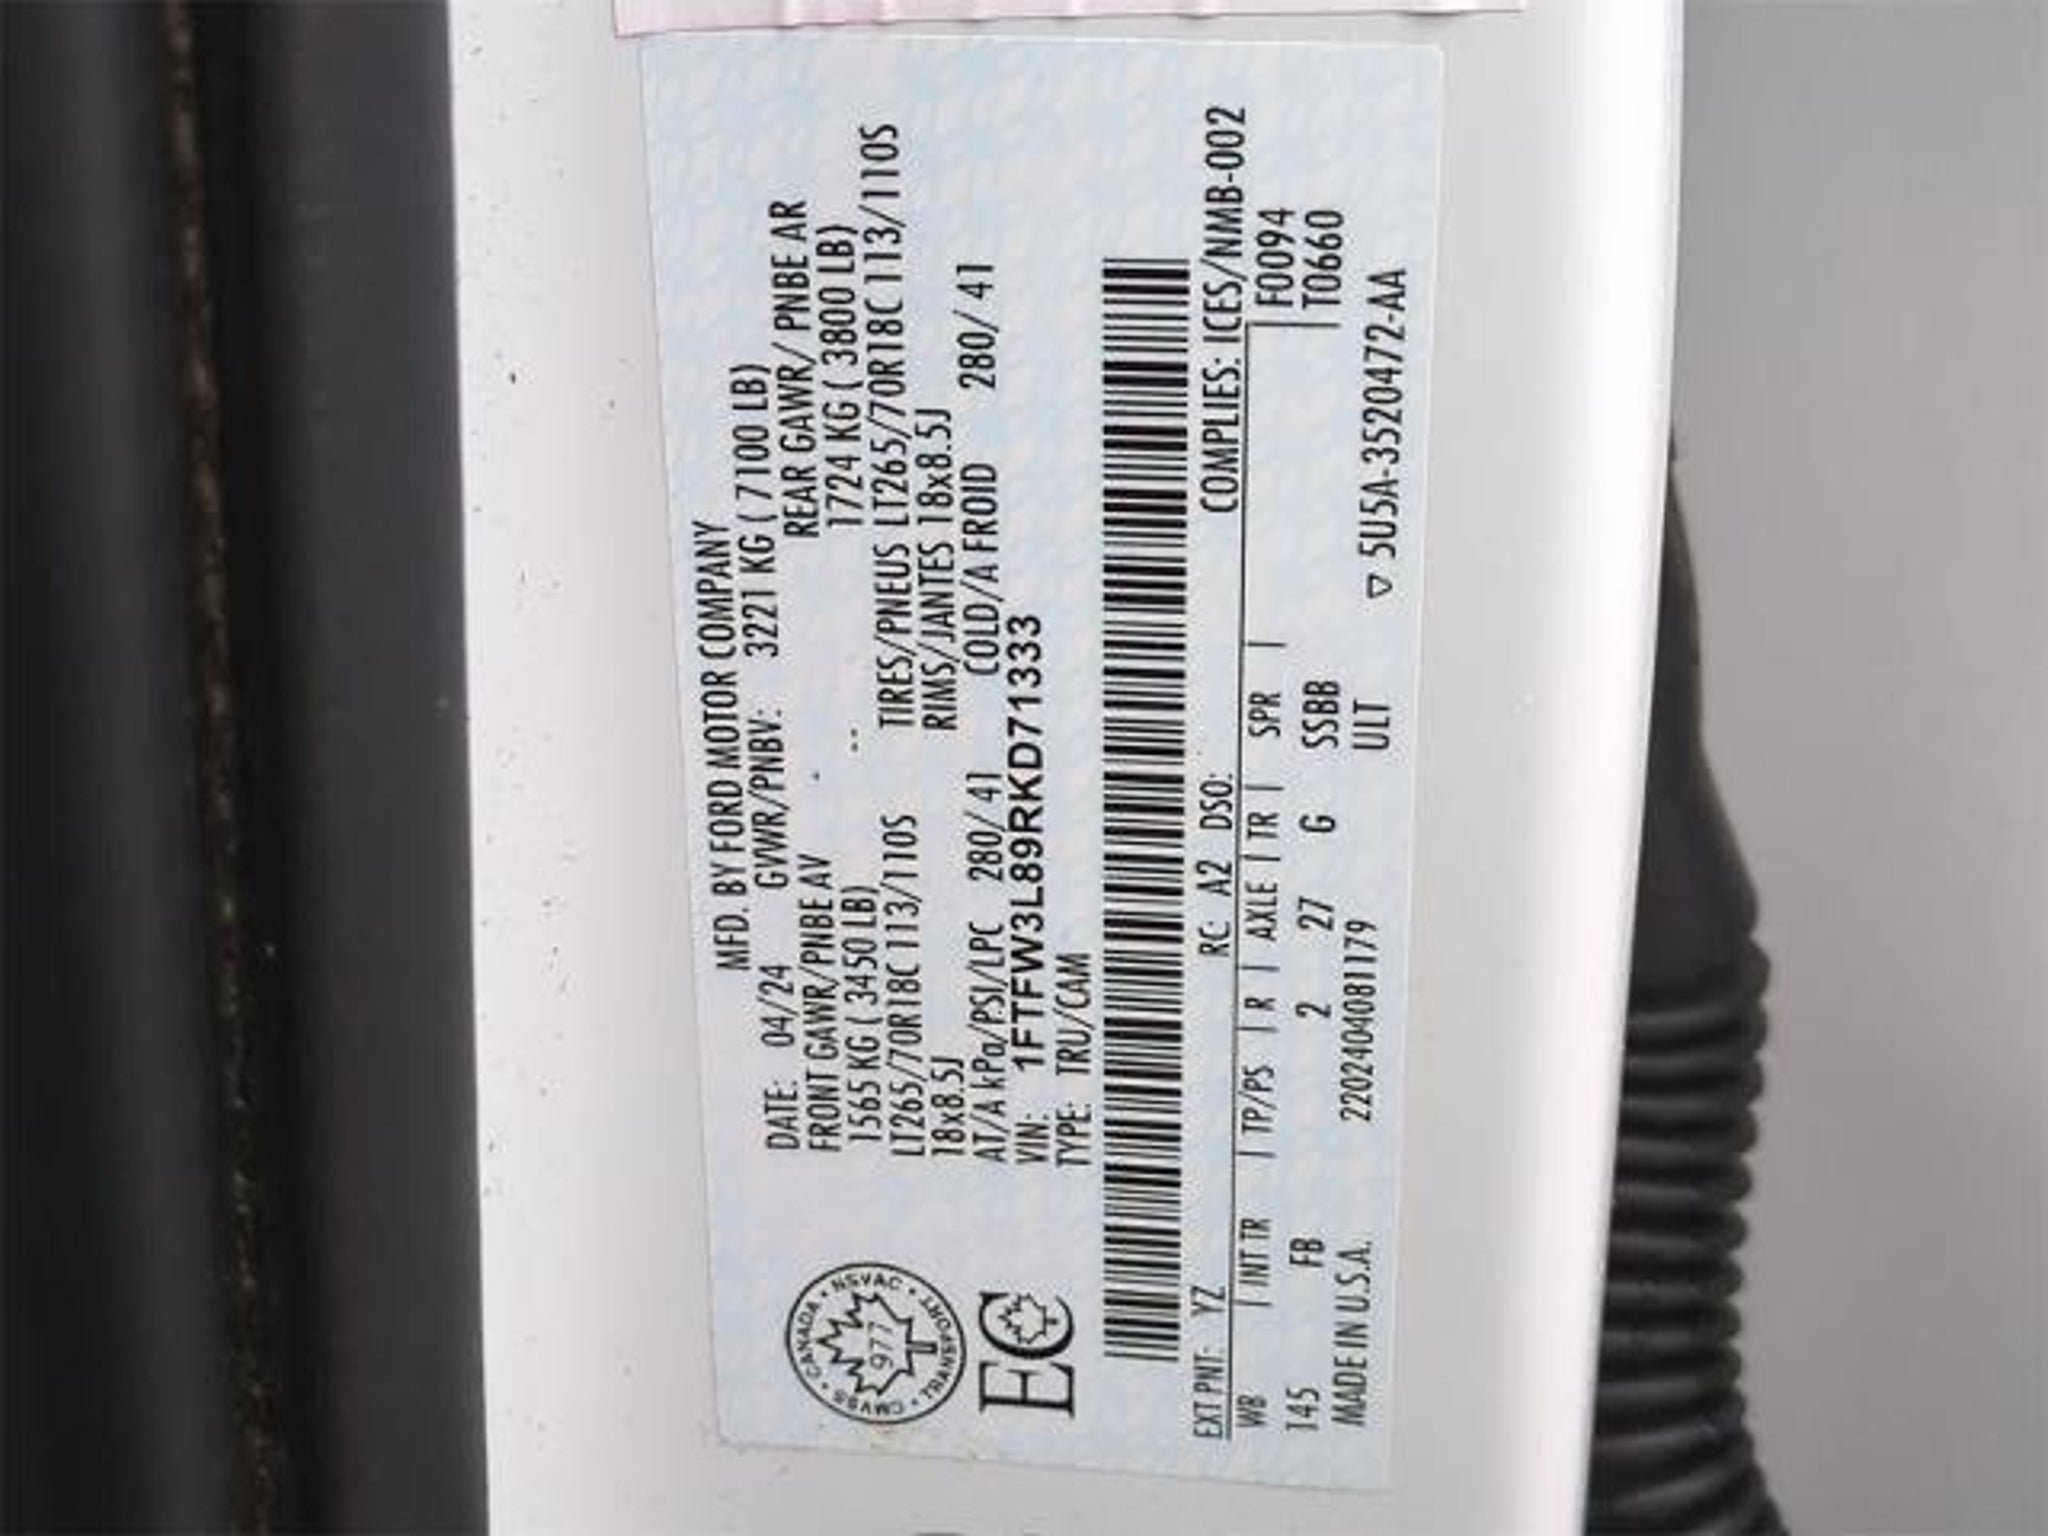 MFD. BY FORD MOTOR COMPANY
DATE: 04/24 GVWR/PNBV: 3221 KG ( 7100 LB)
FRONT GAWR/PNBE AV REAR GAWR/ PNBE AR
1565 KG ( 3450 LB) 1724 KG ( 3800 LB)
LT265/70R18C 113/110S TIRES/PNEUS LT265/70R18C 113/110S
18x8.5J RIMS/JANTES 18x8.5J
AT/A kPa/PSI/LPC 280/41 COLD/A FROID 280/41
VIN: 1FTFW3L89RKD71333
TYPE: TRU/CAM
CANADA • NSVAC • TRANSPORT • CMVSS •
977
EC
EXT PNT: YZ RC: A2 DSO: COMPLIES: ICES/NMB-002
WB | INT TR | TP/PS | R | AXLE | TR | SPR | | F0094
145 FB 2 27 G SSBB T0660
MADE IN U.S.A. 2202404081179 ULT
▽ 5U5A-3520472-AA